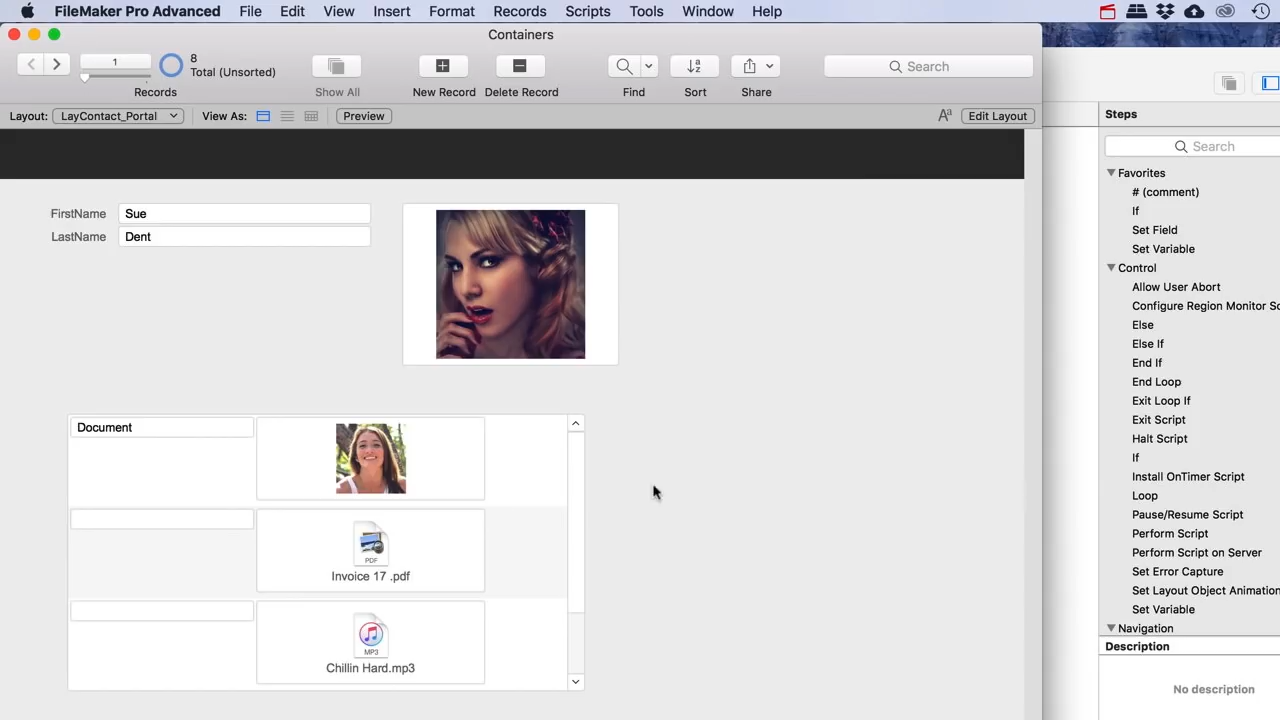 FileMaker Pro Advanced File Edit View Insert Format Records Scripts Tools Window Help
Containers
1
8
Total (Unsorted)
Search
Records Show All New Record Delete Record Find Sort Share
Layout: LayContact_Portal View As: Preview Aa Edit Layout
FirstName Sue
LastName Dent
Document
PDF
Invoice 17 .pdf
MP3
Chillin Hard.mp3
Steps
Search
Favorites
# (comment)
If
Set Field
Set Variable
Control
Allow User Abort
Configure Region Monitor Sc
Else
Else If
End If
End Loop
Exit Loop If
Exit Script
Halt Script
If
Install OnTimer Script
Loop
Pause/Resume Script
Perform Script
Perform Script on Server
Set Error Capture
Set Layout Object Animation
Set Variable
Navigation
Description
No description